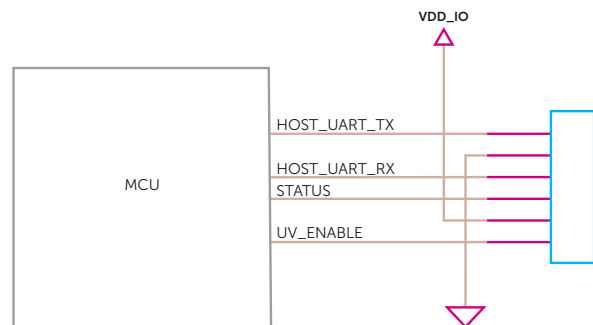 VDD_IO
HOST_UART_TX
HOST_UART_RX
MCU
STATUS
UV_ENABLE